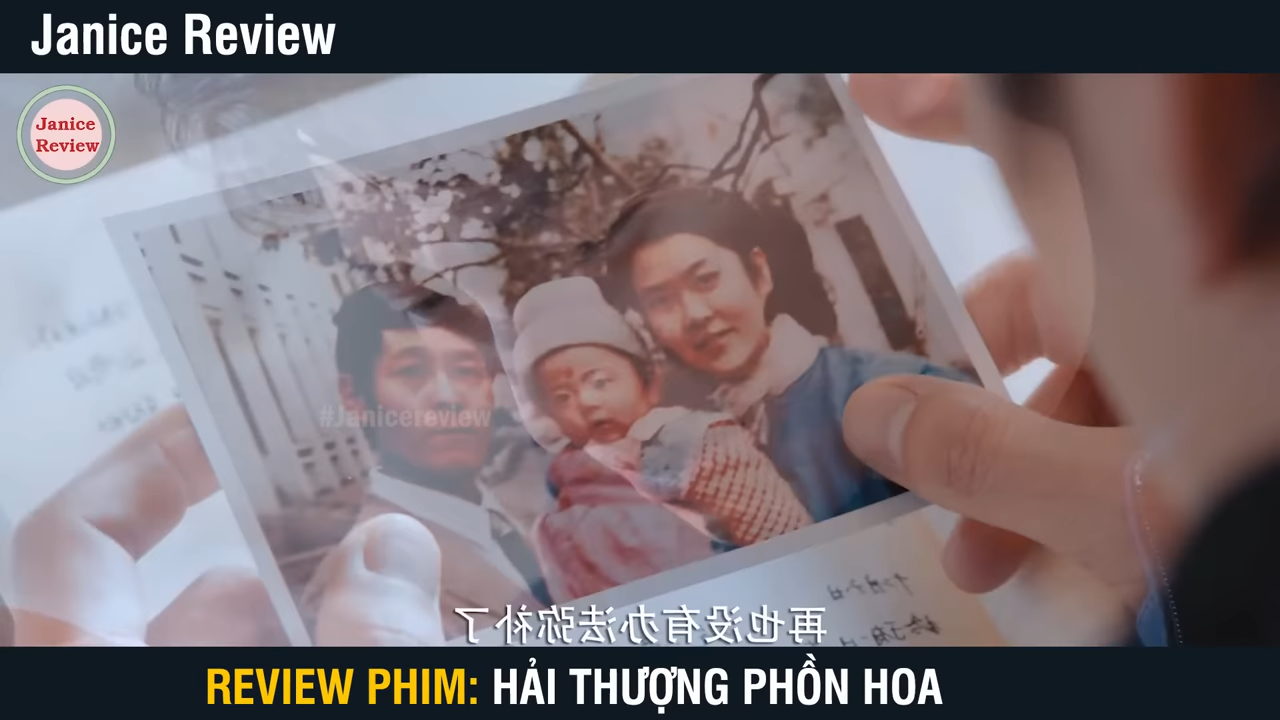 Janice Review
Janice
Review
#Janicereview
再也没有办法弥补了
REVIEW PHIM: HẢI THƯỢNG PHỒN HOA